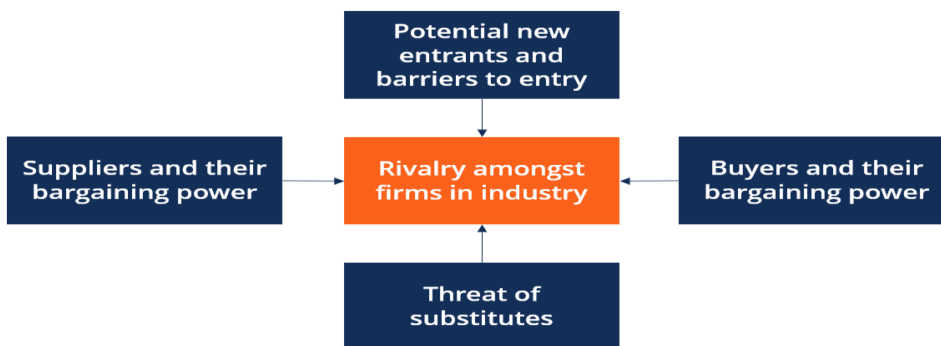 Potential new
entrants and
barriers to entry
Suppliers and their
bargaining power
Rivalry amongst
firms in industry
Buyers and their
bargaining power
Threat of
substitutes